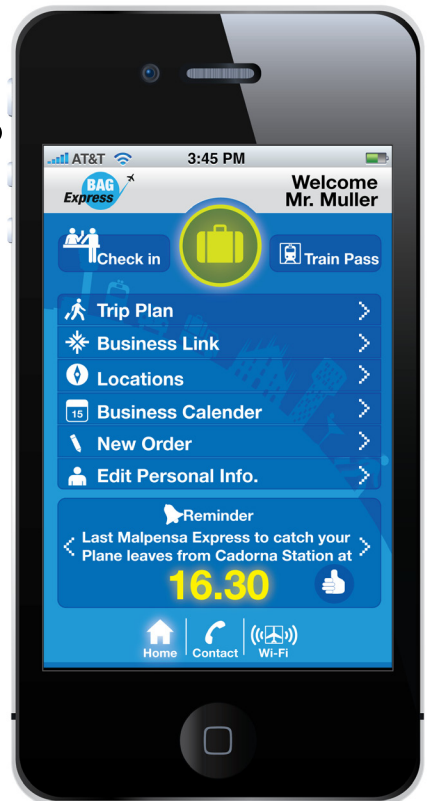 AT&T 3:45 PM
BAG
Express
Welcome
Mr. Muller
Check in
Train Pass
Trip Plan
Business Link
Locations
15 Business Calender
New Order
Edit Personal Info.
Reminder
Last Malpensa Express to catch your
Plane leaves from Cadorna Station at
16.30
Home
Contact
Wi-Fi